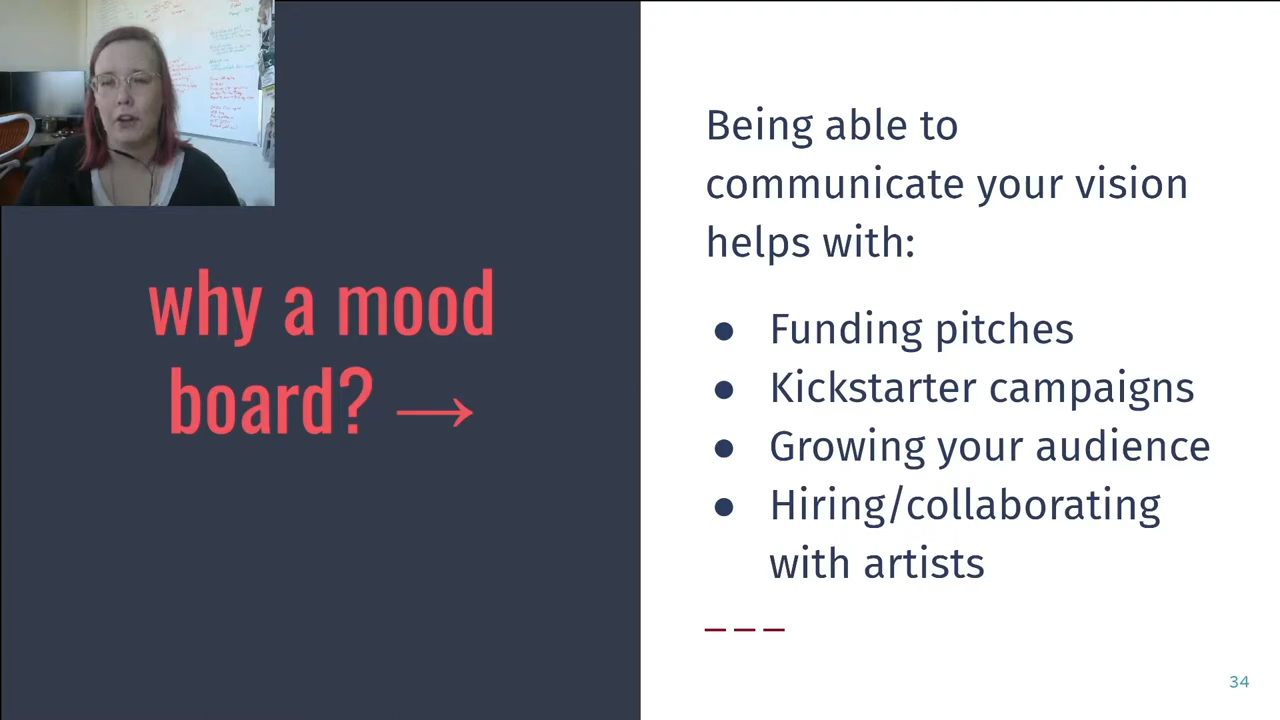 why a mood
board? →
Being able to
communicate your vision
helps with:
● Funding pitches
● Kickstarter campaigns
● Growing your audience
● Hiring/collaborating
with artists
34